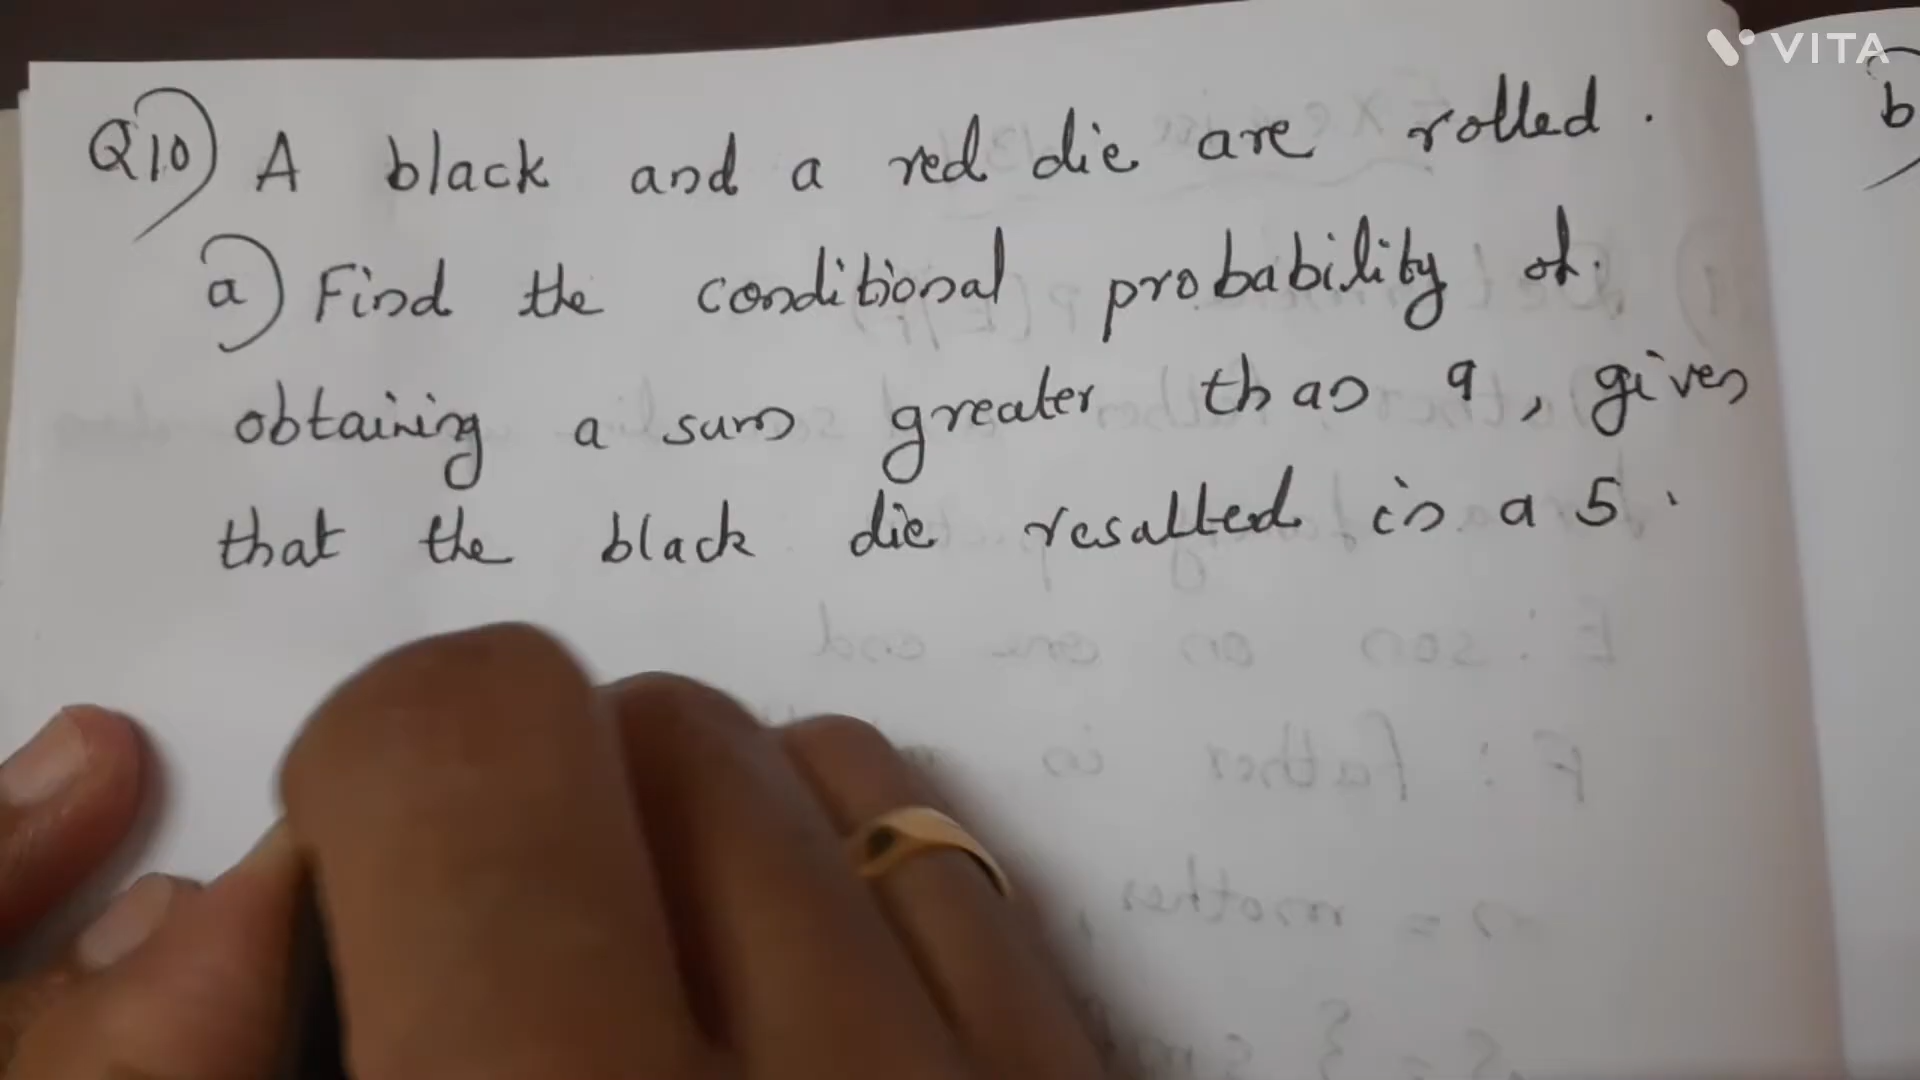 VITA
Q10) A black and a red die are rolled.
a) Find the conditional probability of
obtaining a sum greater than 9, given
that the black die resulted in a 5.
b)